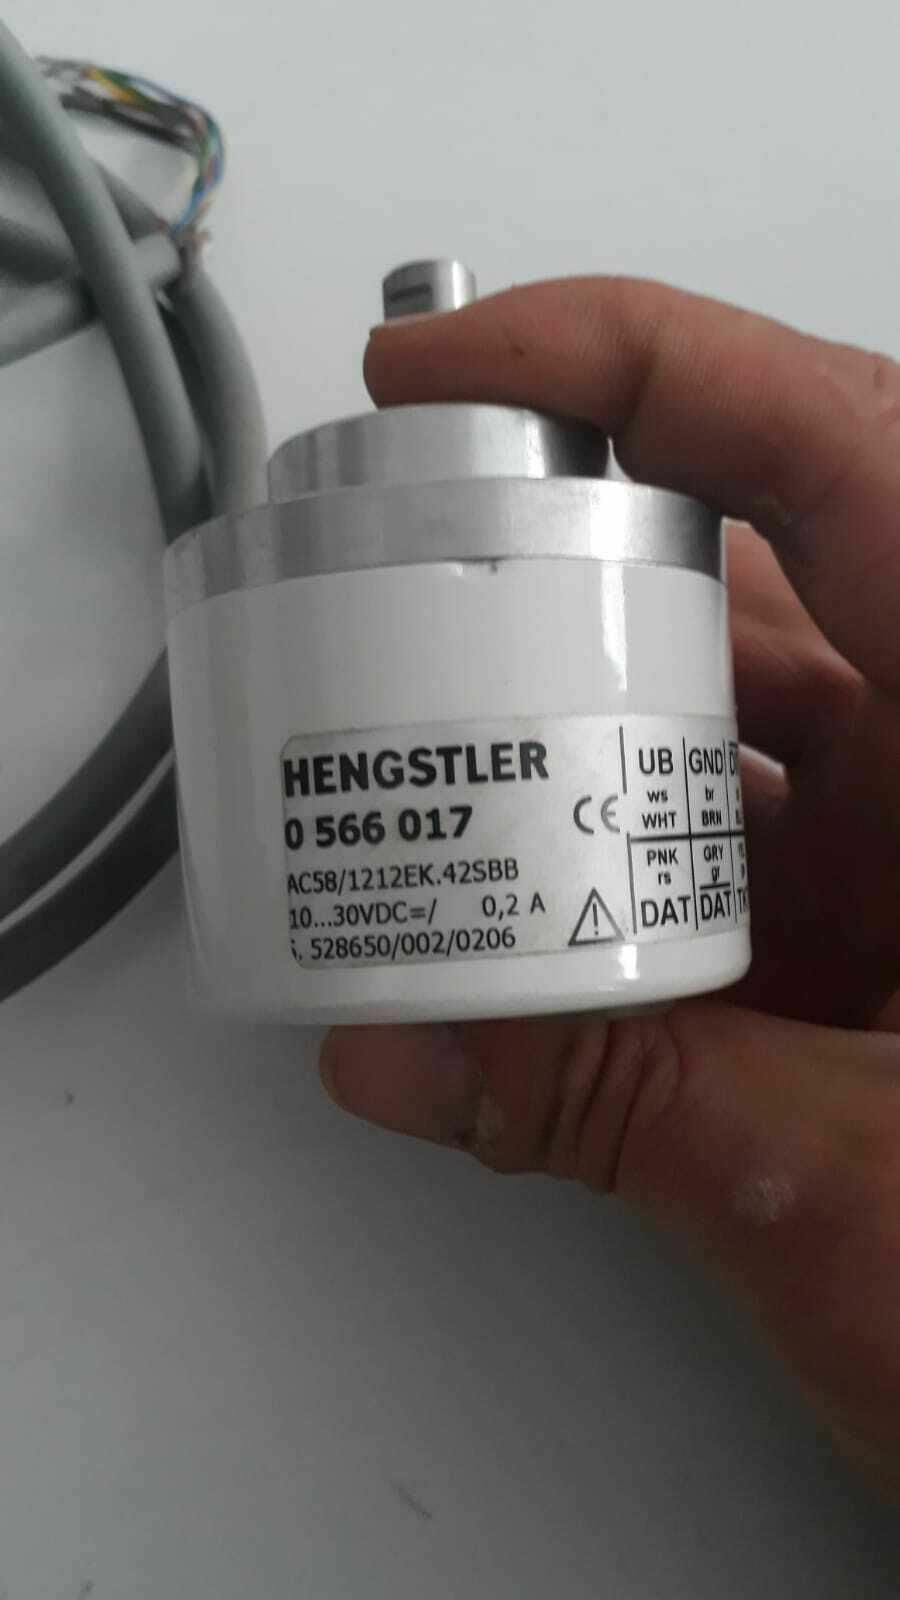 HENGSTLER
0 566 017
CE
AC58/1212EK.42SBB
10...30VDC=/ 0,2 A
. 528650/002/0206
UB GND
ws br
WHT BRN
PNK GRY
rs gr
DAT DAT